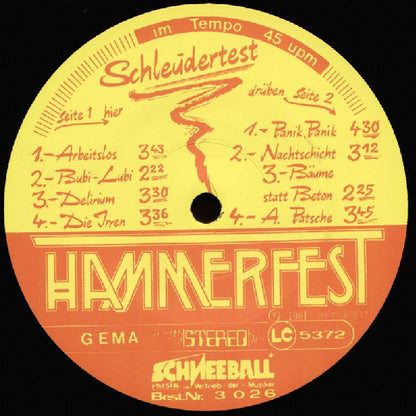 im Tempo 45 upm
Schleudertest
Seite 1 hier
1.-Arbeitslos 3 43
2.-Bubi-Lubi 2 22
3.-Delirium 3 30
4.-Die Irren 3 36
drüben Seite 2
1.-Panik, Panik 4 30
2.-Nachtschicht 3 12
3.-Bäume
statt Beton 2 25
4.-A. Patsche 3 45
HAMMERFEST
℗ 1981 HAMMERFEST
GEMA STEREO LC 5372
SCHNEEBALL
MUSIK Vertrieb der Musiker
Best.Nr. 3026